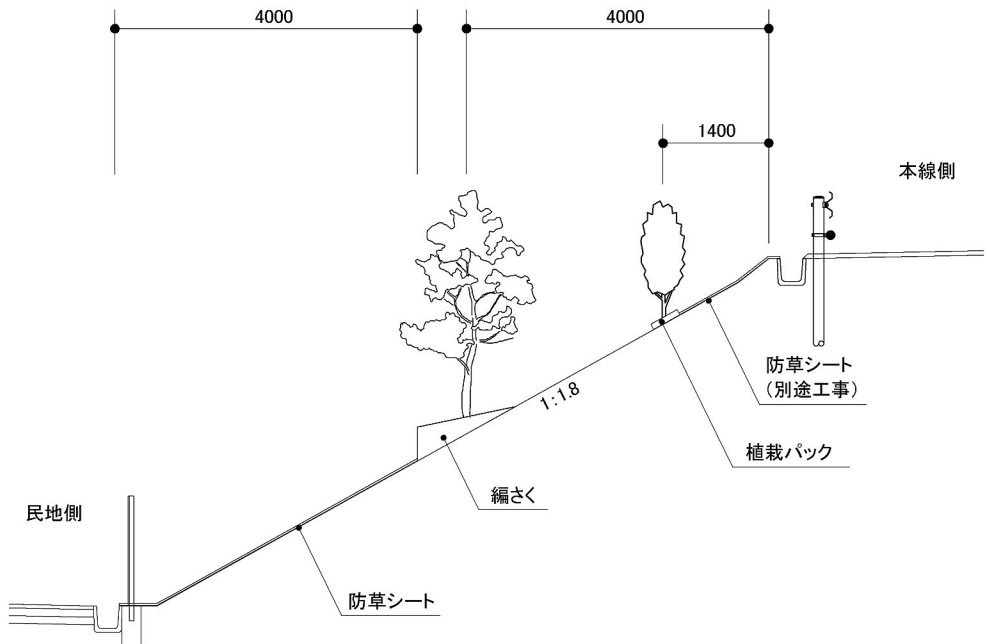 4000
4000
1400
本線側
防草シート
（別途工事）
1:1.8
植栽パック
編さく
民地側
防草シート